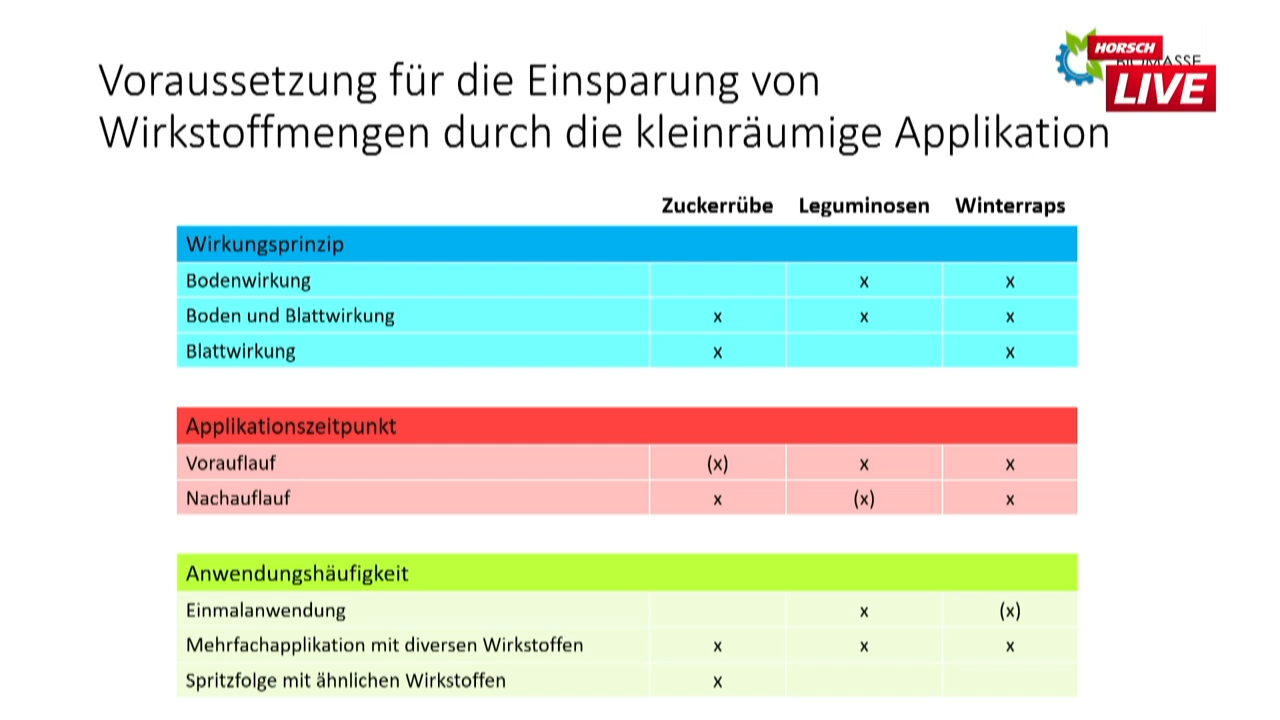 HORSCH
LIVE
Voraussetzung für die Einsparung von
Wirkstoffmengen durch die kleinräumige Applikation
Zuckerrübe Leguminosen Winterraps
Wirkungsprinzip
Bodenwirkung x x
Boden und Blattwirkung x x x
Blattwirkung x x
Applikationszeitpunkt
Vorauflauf (x) x x
Nachauflauf x (x) x
Anwendungshäufigkeit
Einmalanwendung x (x)
Mehrfachapplikation mit diversen Wirkstoffen x x x
Spritzfolge mit ähnlichen Wirkstoffen x